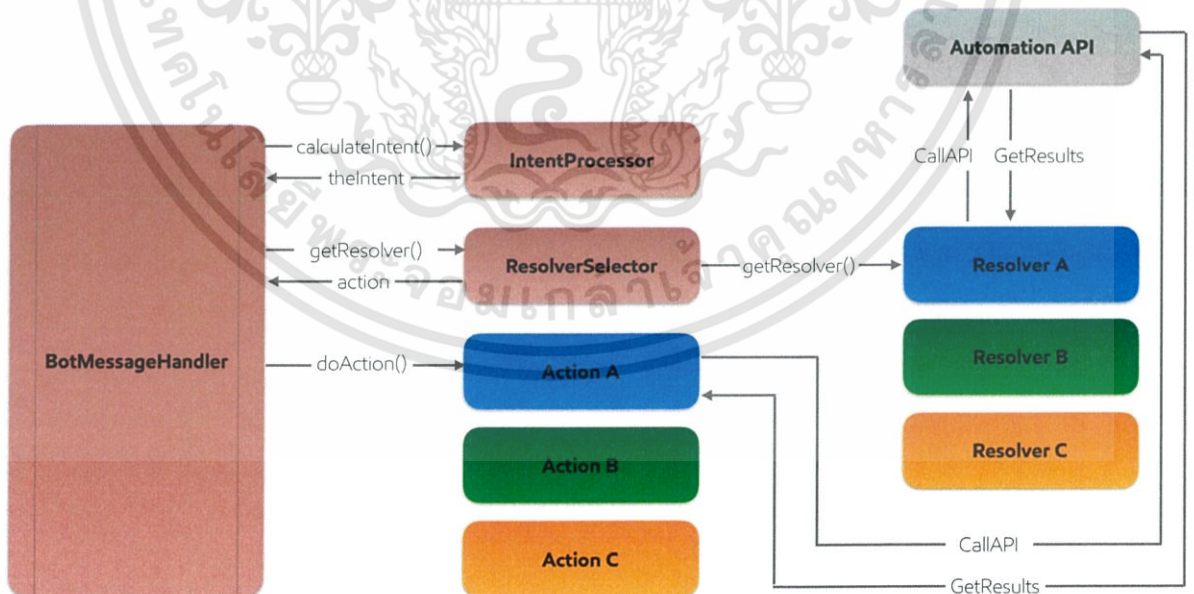 Automation API
CallAPI
GetResults
calculateIntent()
theIntent
IntentProcessor
getResolver()
action
ResolverSelector
getResolver()
Resolver A
BotMessageHandler
doAction()
Action A
Resolver B
Action B
Resolver C
Action C
CallAPI
GetResults